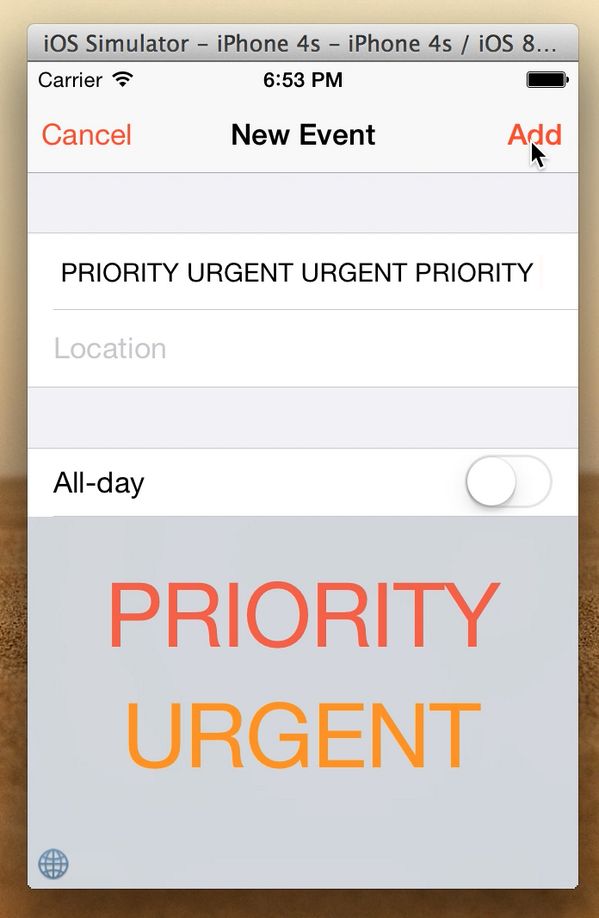 iOS Simulator – iPhone 4s – iPhone 4s / iOS 8...
Carrier 6:53 PM
Cancel New Event Add
PRIORITY URGENT URGENT PRIORITY
Location
All-day
PRIORITY
URGENT